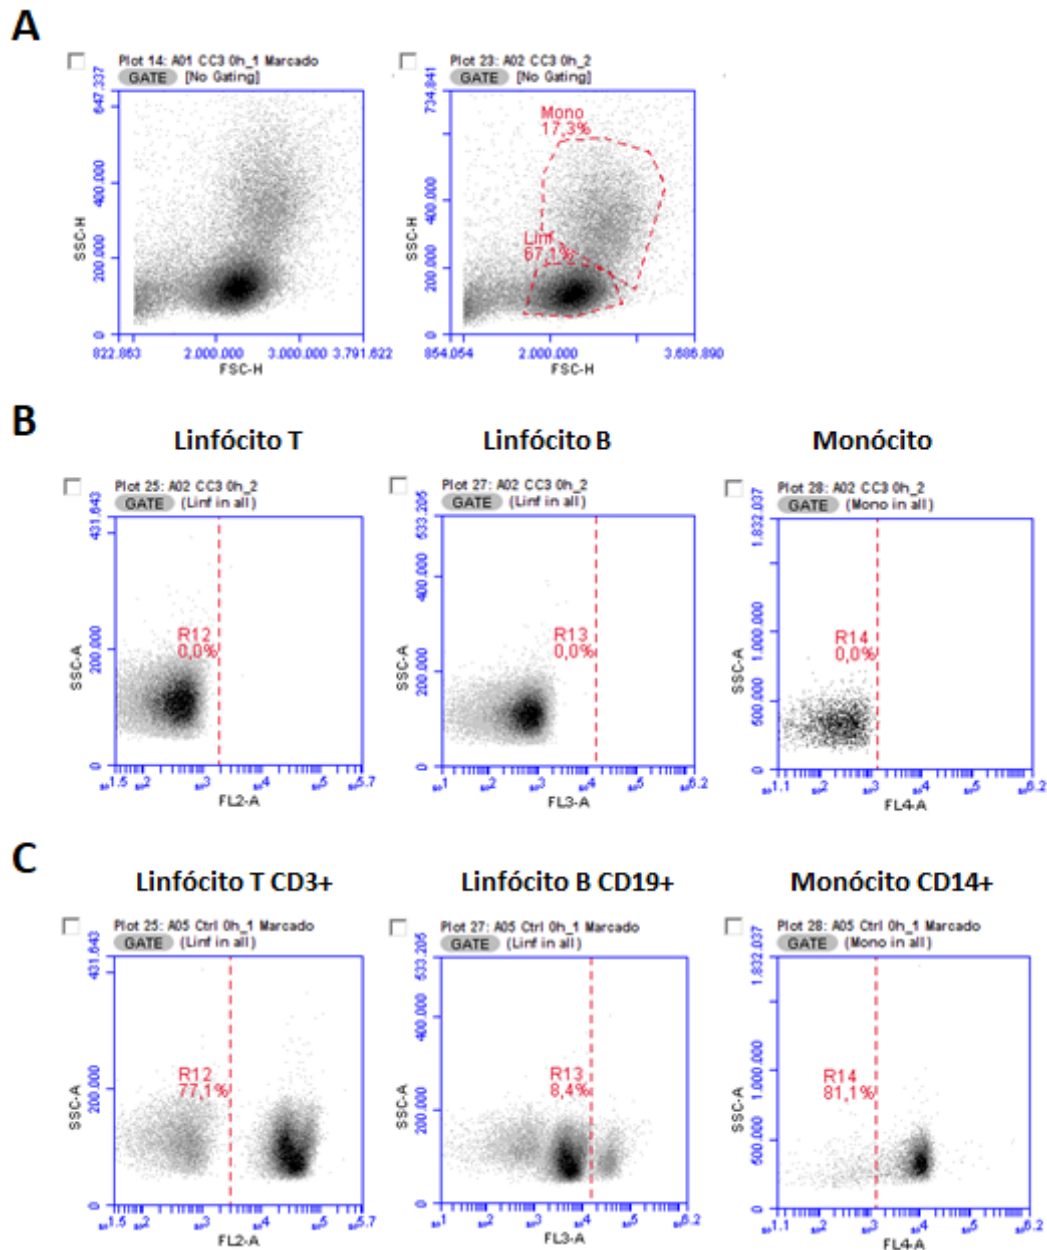 A
Plot 14: A01 CC3 0h_1 Marcado
GATE [No Gating]
647.337
400.000
200.000
0
SSC-H
822.863 2.000.000 3.000.000 3.791.622
FSC-H
Plot 23: A02 CC3 0h_2
GATE [No Gating]
734.841
400.000
200.000
0
SSC-H
Mono
17,3%
Linf
67,1%
854.054 2.000.000 3.686.890
FSC-H
B
Linfócito T
Plot 25: A02 CC3 0h_2
GATE (Linf in all)
431.643
200.000
0
SSC-A
R12
0,0%
FL2-A
Linfócito B
Plot 27: A02 CC3 0h_2
GATE (Linf in all)
533.205
400.000
200.000
0
SSC-A
R13
0,0%
FL3-A
Monócito
Plot 28: A02 CC3 0h_2
GATE (Mono in all)
1.832.037
1.000.000
500.000
0
SSC-A
R14
0,0%
FL4-A
C
Linfócito T CD3+
Plot 25: A05 Ctrl 0h_1 Marcado
GATE (Linf in all)
431.643
200.000
0
SSC-A
R12
77,1%
FL2-A
Linfócito B CD19+
Plot 27: A05 Ctrl 0h_1 Marcado
GATE (Linf in all)
533.205
400.000
200.000
0
SSC-A
R13
8,4%
FL3-A
Monócito CD14+
Plot 28: A05 Ctrl 0h_1 Marcado
GATE (Mono in all)
1.832.037
1.000.000
500.000
0
SSC-A
R14
81,1%
FL4-A